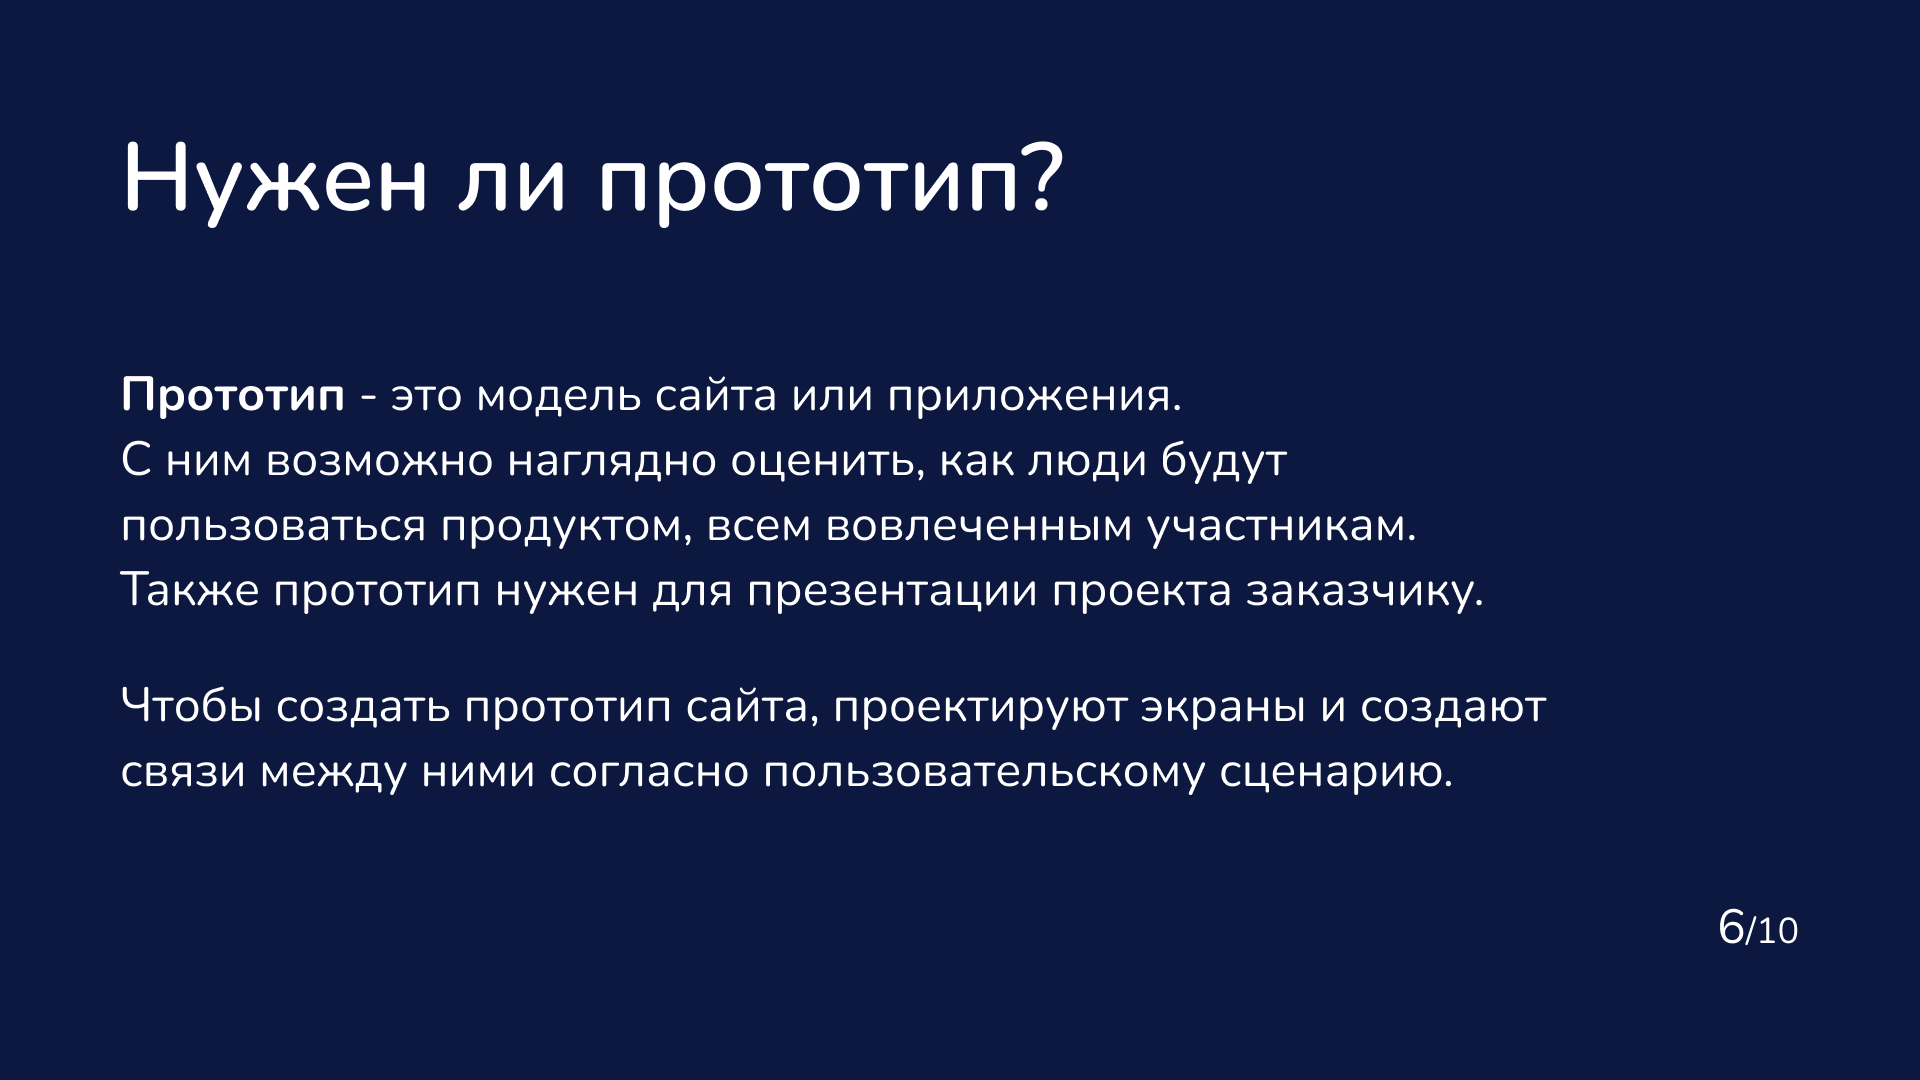 Нужен ли прототип?
Прототип - это модель сайта или приложения.
С ним возможно наглядно оценить, как люди будут
пользоваться продуктом, всем вовлеченным участникам.
Также прототип нужен для презентации проекта заказчику.
Чтобы создать прототип сайта, проектируют экраны и создают
связи между ними согласно пользовательскому сценарию.
6/10